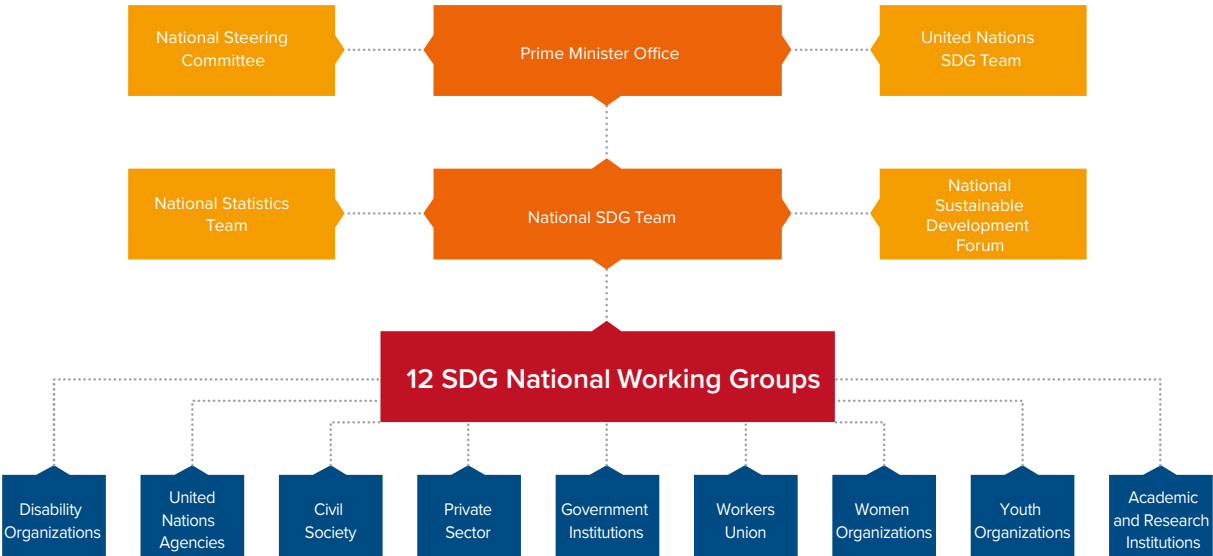 National Steering
Committee
Prime Minister Office
United Nations
SDG Team
National Statistics
Team
National SDG Team
National
Sustainable
Development
Forum
12 SDG National Working Groups
Disability
Organizations
United
Nations
Agencies
Civil
Society
Private
Sector
Government
Institutions
Workers
Union
Women
Organizations
Youth
Organizations
Academic
and Research
Institutions